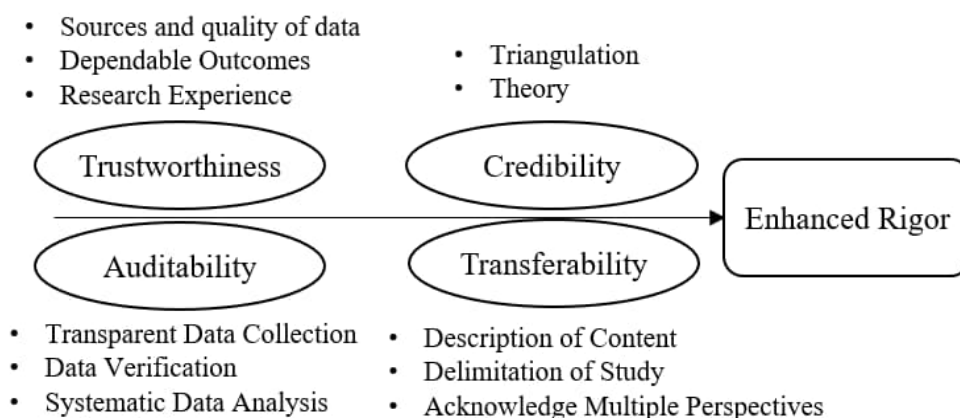 • Sources and quality of data
• Dependable Outcomes
• Research Experience
• Triangulation
• Theory
Trustworthiness
Credibility
Enhanced Rigor
Auditability
Transferability
• Transparent Data Collection
• Data Verification
• Systematic Data Analysis
• Description of Content
• Delimitation of Study
• Acknowledge Multiple Perspectives